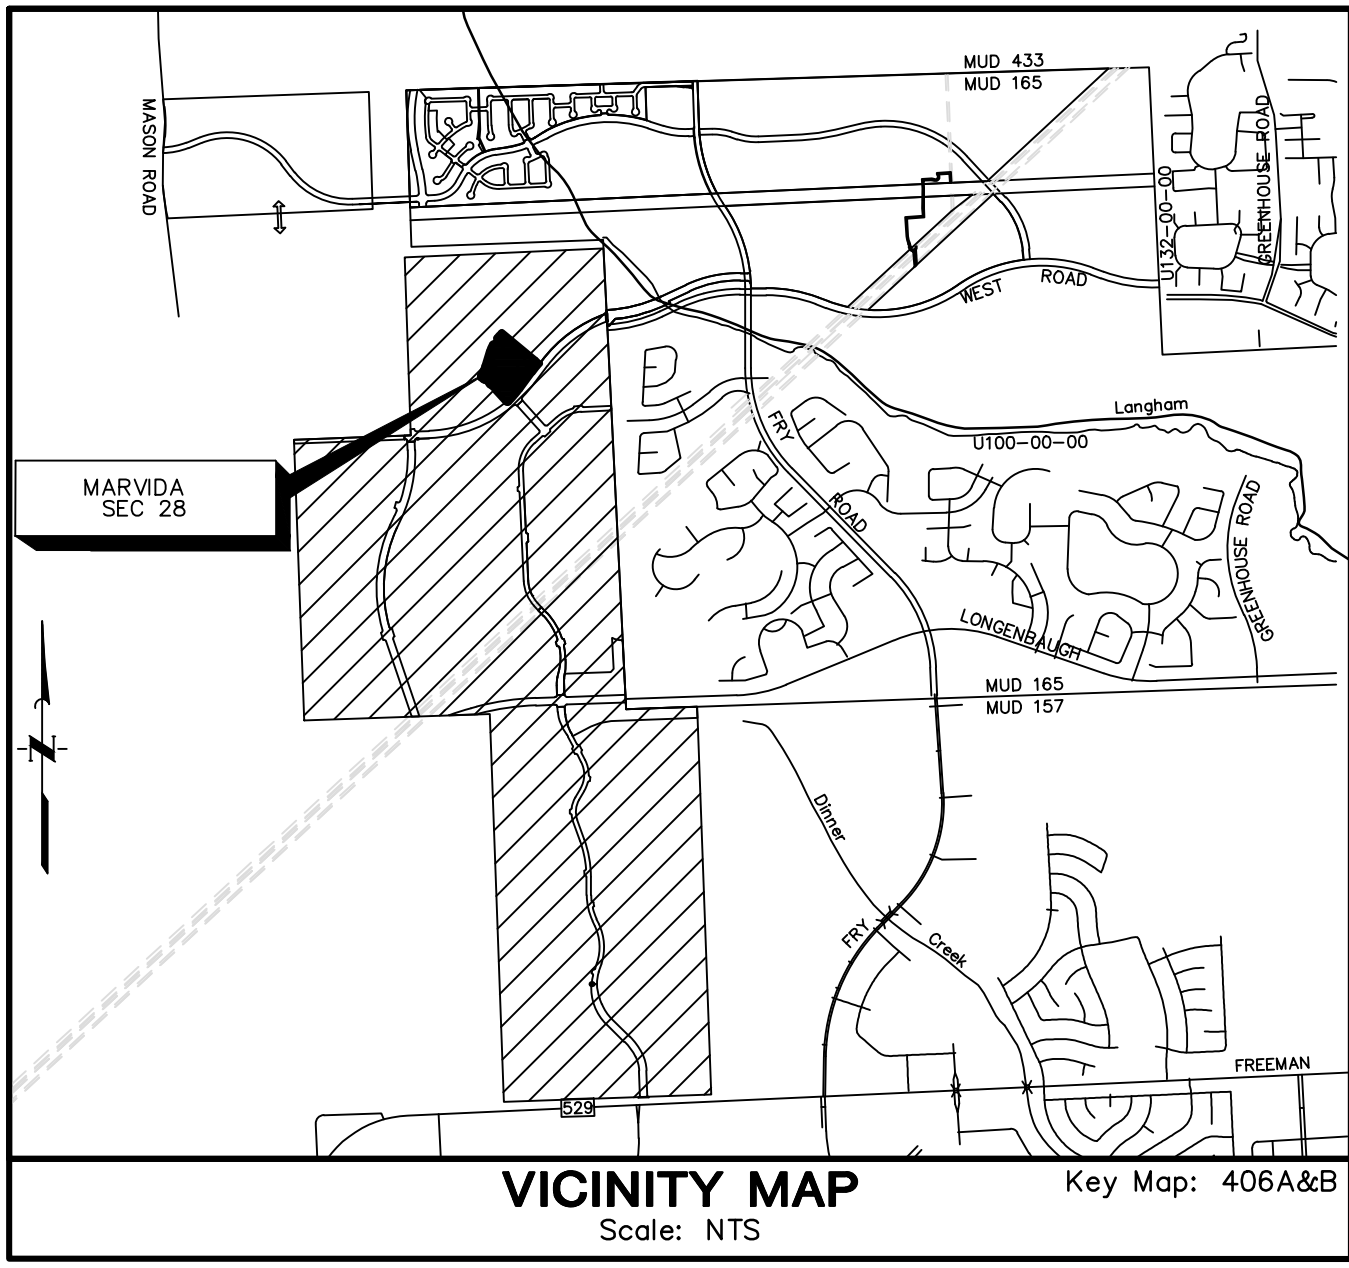 MUD 433
MUD 165
MASON ROAD
GREENHOUSE ROAD
U132-00-00
WEST ROAD
Langham
U100-00-00
FRY
ROAD
MARVIDA
SEC 28
GREENHOUSE ROAD
LONGENBAUGH
MUD 165
MUD 157
N
Dinner
Creek
FRY
FREEMAN
529
VICINITY MAP
Scale: NTS
Key Map: 406A&B